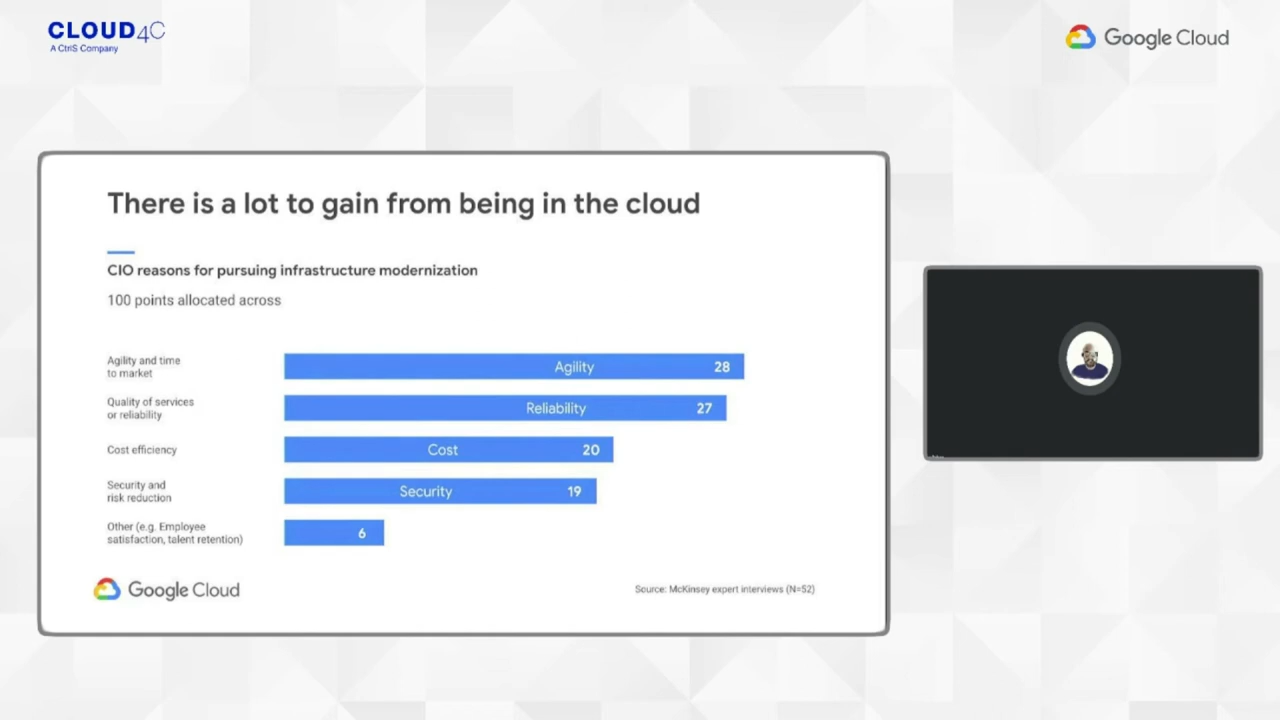 CLOUD4C
A CtrlS Company
Google Cloud
There is a lot to gain from being in the cloud
CIO reasons for pursuing infrastructure modernization
100 points allocated across
Agility and time
to market
Agility 28
Quality of services
or reliability
Reliability 27
Cost efficiency
Cost 20
Security and
risk reduction
Security 19
Other (e.g. Employee
satisfaction, talent retention)
6
Google Cloud
Source: McKinsey expert interviews (N=52)